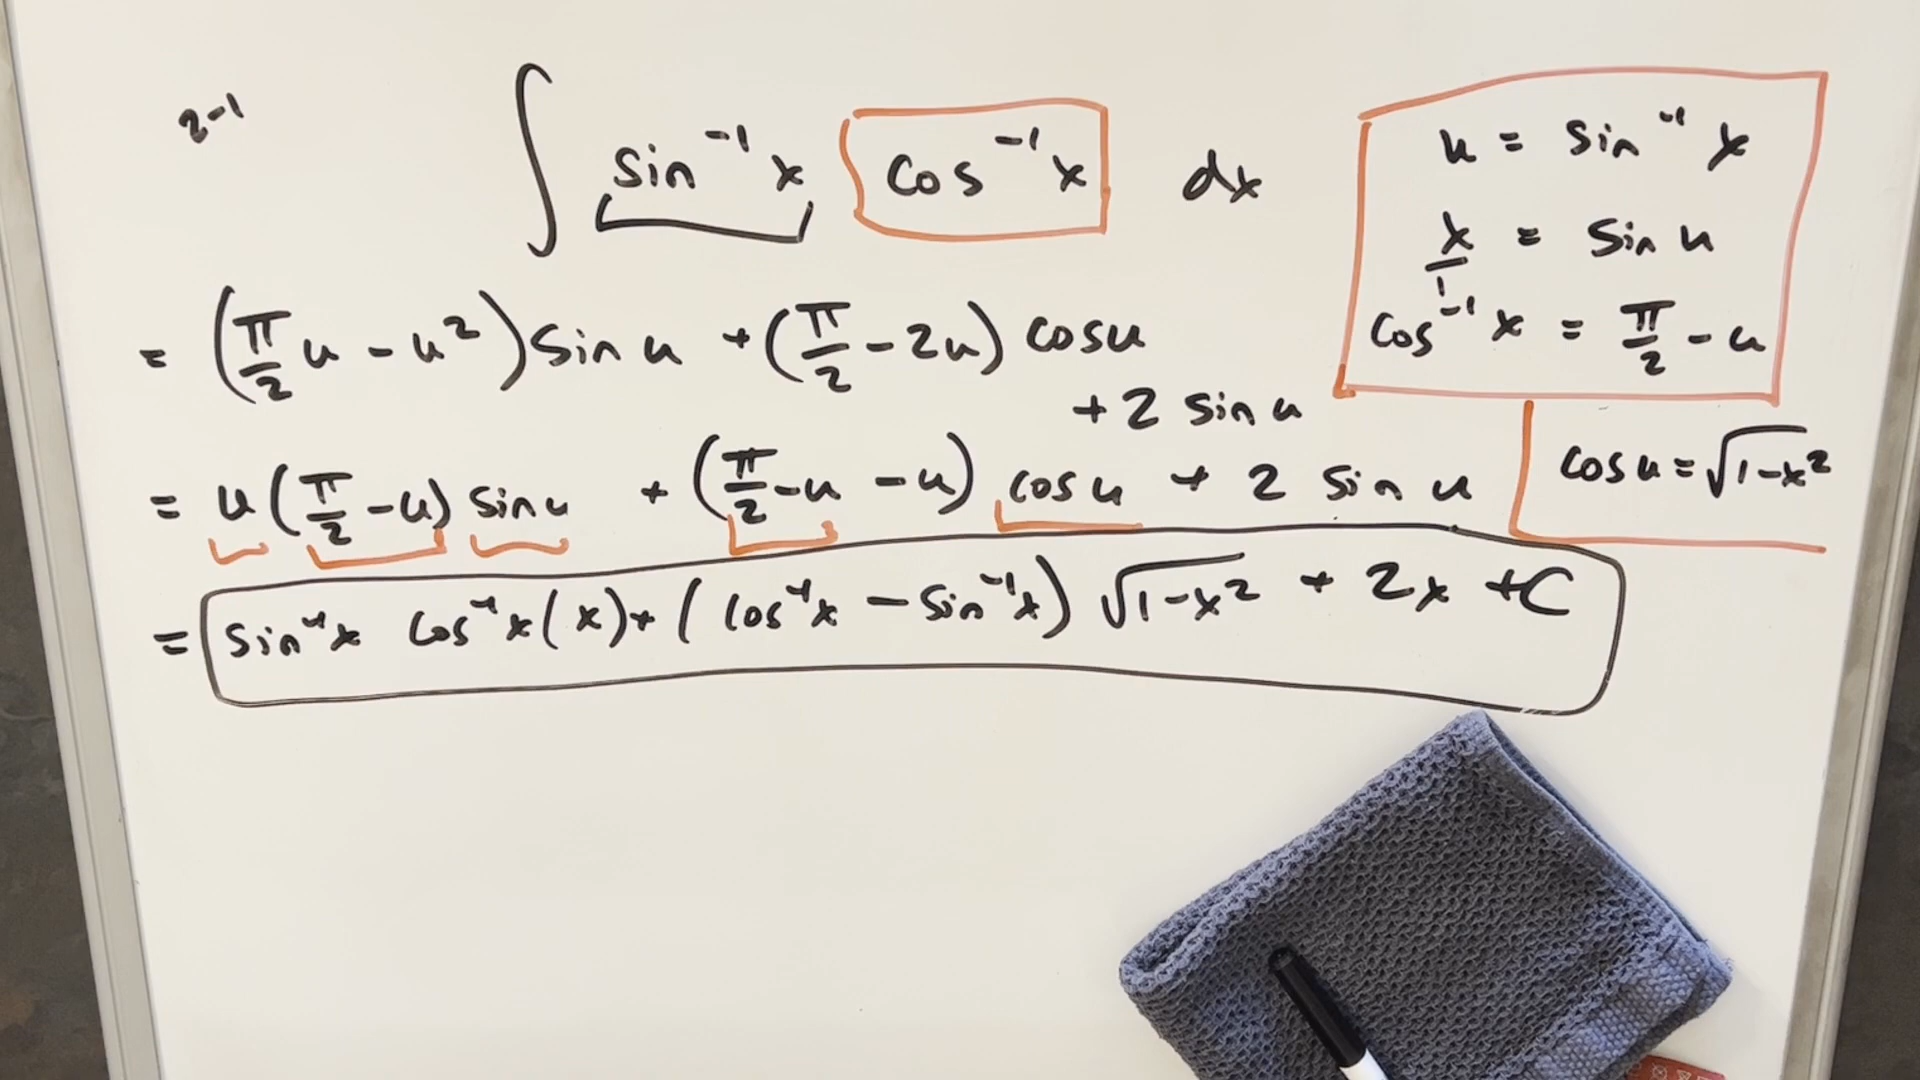 2-1
∫ sin⁻¹ x cos⁻¹ x dx
= (π/2 u - u²) sin u + (π/2 - 2u) cos u
+ 2 sin u
= u (π/2 - u) sin u + (π/2 - u - u) cos u + 2 sin u
= sin⁻¹x cos⁻¹x (x) + (cos⁻¹x - sin⁻¹x) √(1-x²) + 2x + C
u = sin⁻¹ x
x/1 = sin u
cos⁻¹ x = π/2 - u
cos u = √(1-x²)